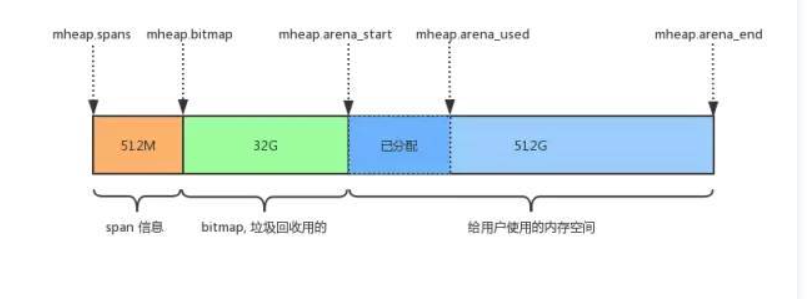 mheap.spans mheap.bitmap mheap.arena_start mheap.arena_used mheap.arena_end
512M 32G 已分配 512G
span 信息 bitmap, 垃圾回收用的 给用户使用的内存空间